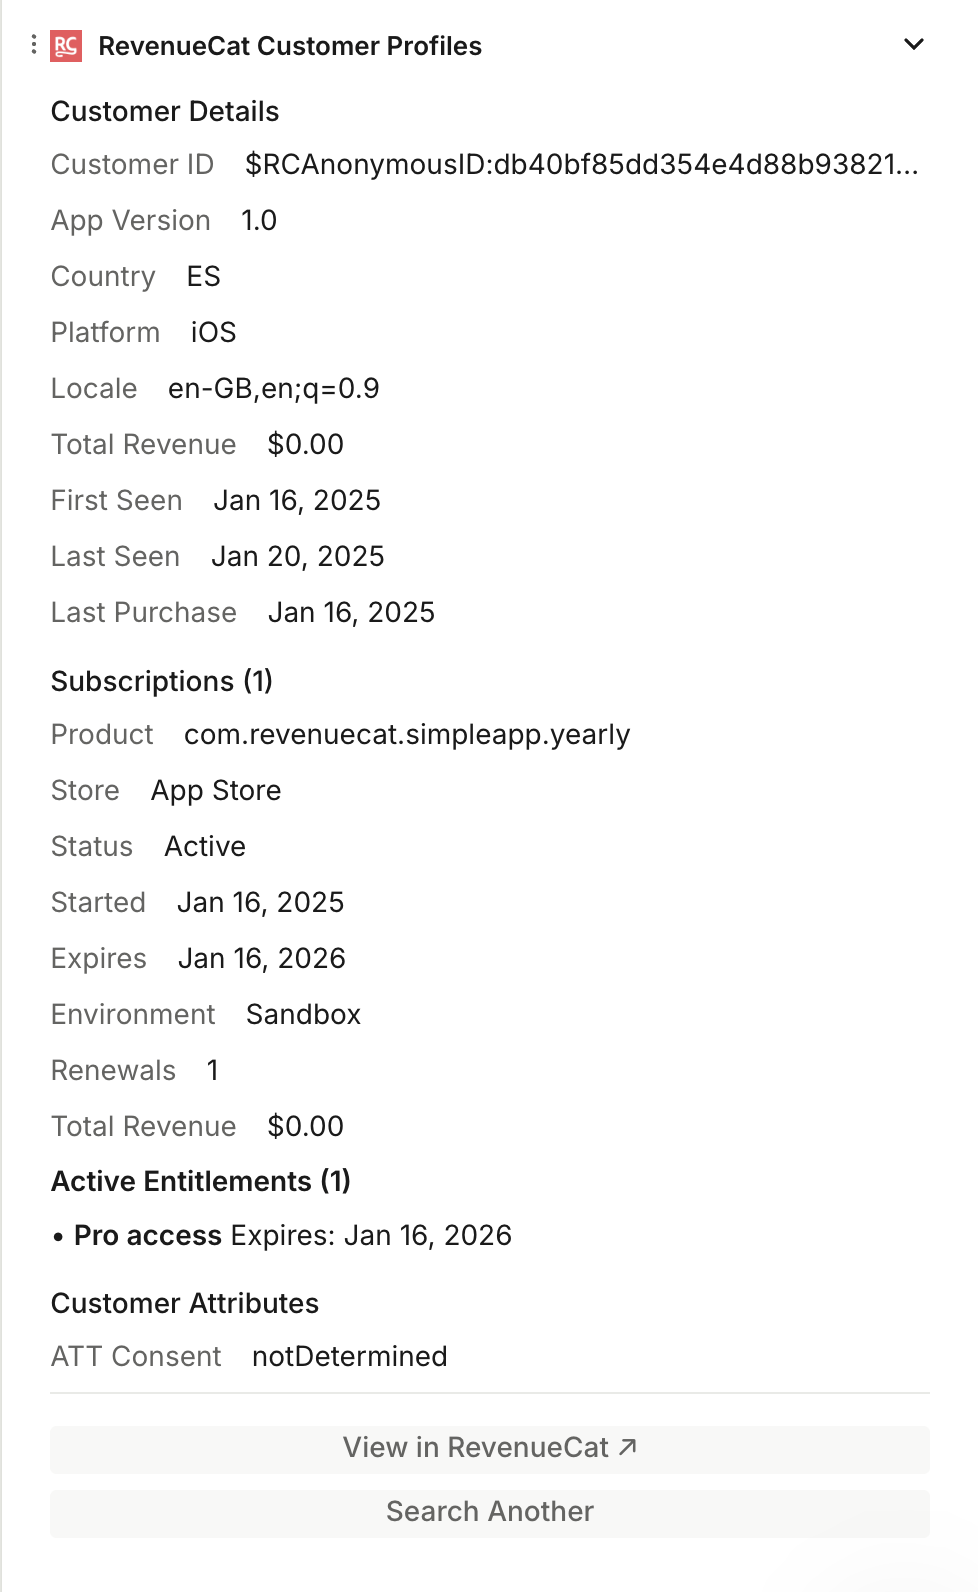 RC RevenueCat Customer Profiles
Customer Details
Customer ID $RCAnonymousID:db40bf85dd354e4d88b93821...
App Version 1.0
Country ES
Platform iOS
Locale en-GB,en;q=0.9
Total Revenue $0.00
First Seen Jan 16, 2025
Last Seen Jan 20, 2025
Last Purchase Jan 16, 2025
Subscriptions (1)
Product com.revenuecat.simpleapp.yearly
Store App Store
Status Active
Started Jan 16, 2025
Expires Jan 16, 2026
Environment Sandbox
Renewals 1
Total Revenue $0.00
Active Entitlements (1)
• Pro access Expires: Jan 16, 2026
Customer Attributes
ATT Consent notDetermined
View in RevenueCat ↗
Search Another